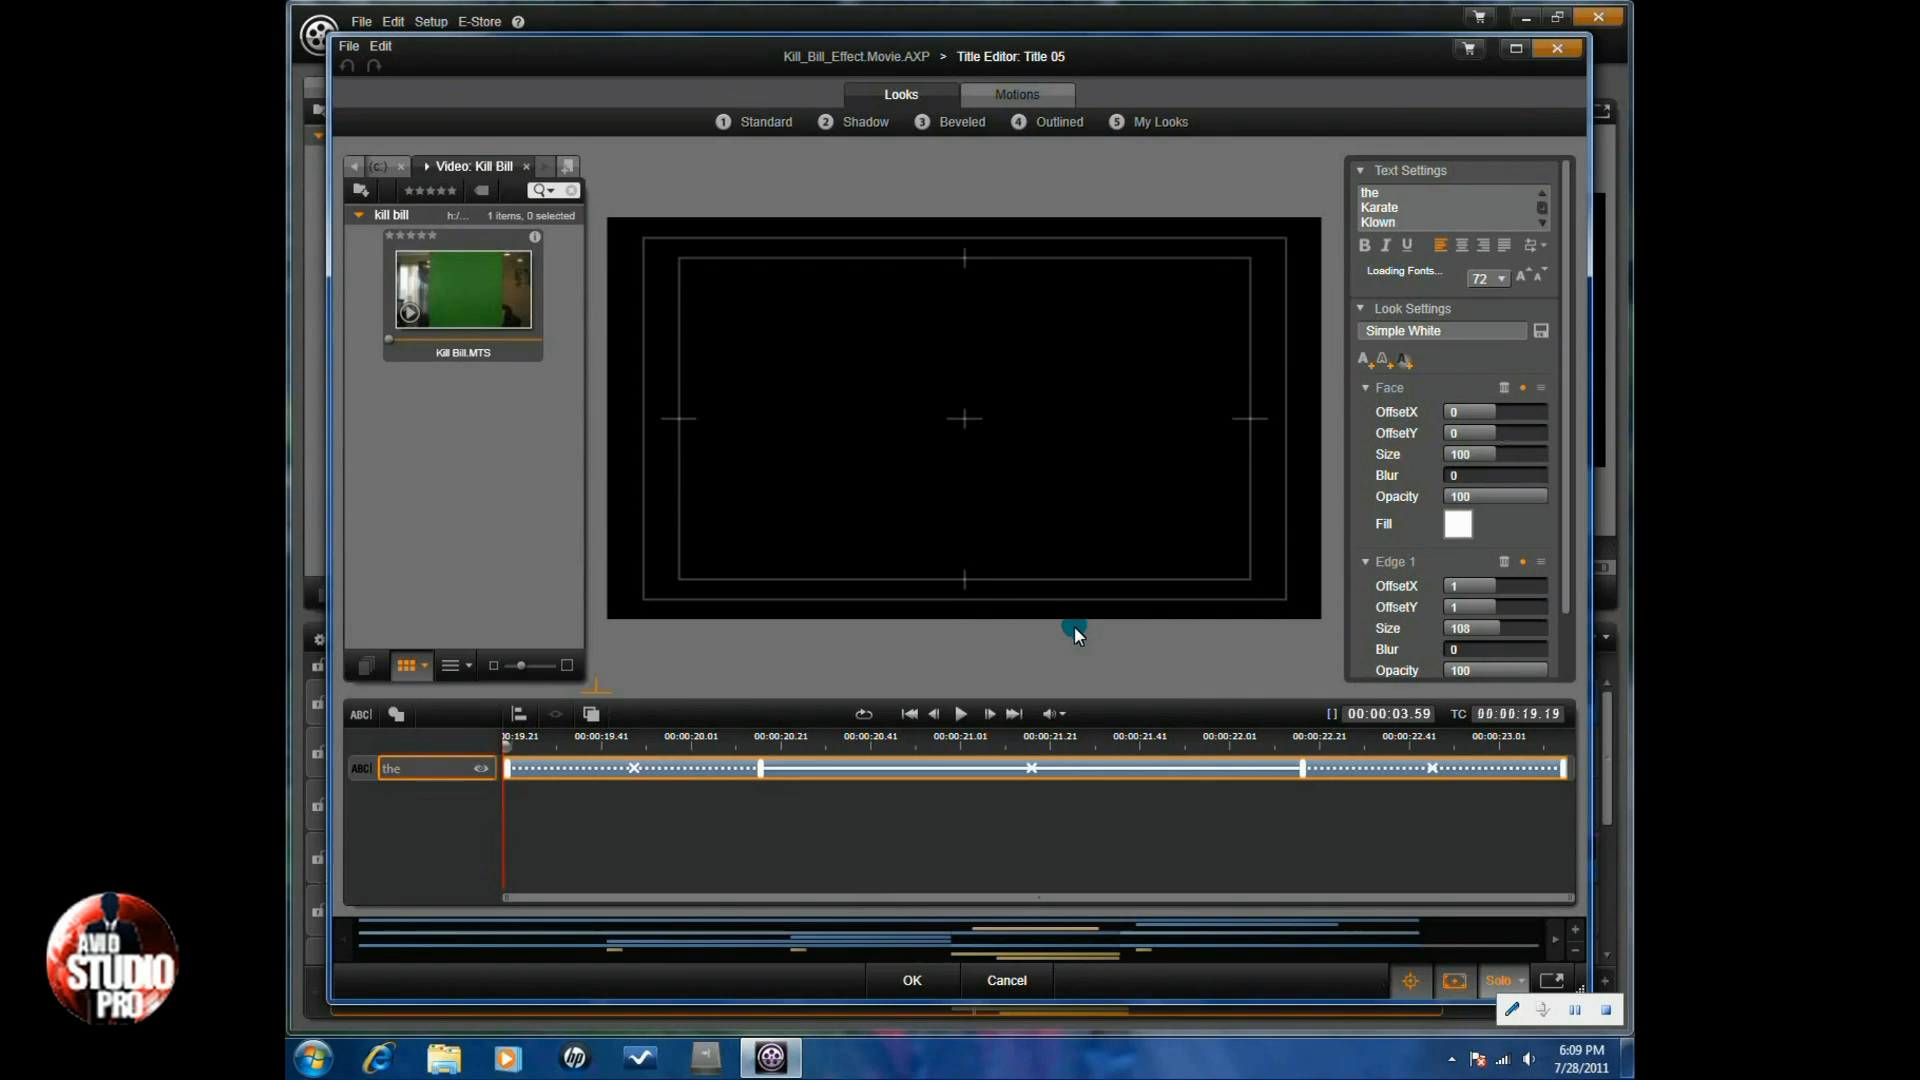 File Edit Setup E-Store ?
File Edit
Kill_Bill_Effect.Movie.AXP > Title Editor: Title 05
Looks Motions
1 Standard 2 Shadow 3 Beveled 4 Outlined 5 My Looks
(c:) Video: Kill Bill
kill bill h:/... 1 items, 0 selected
Kill Bill.MTS
Text Settings
the
Karate
Klown
B I U
Loading Fonts... 72
Look Settings
Simple White
Face
OffsetX 0
OffsetY 0
Size 100
Blur 0
Opacity 100
Fill
Edge 1
OffsetX 1
OffsetY 1
Size 108
Blur 0
Opacity 100
ABC [] 00:00:03.59 TC 00:00:19.19
:00:19.21 00:00:19.41 00:00:20.01 00:00:20.21 00:00:20.41 00:00:21.01 00:00:21.21 00:00:21.41 00:00:22.01 00:00:22.21 00:00:22.41 00:00:23.01
ABC the
OK Cancel Solo
AVID
STUDIO
PRO
hp
6:09 PM
7/28/2011